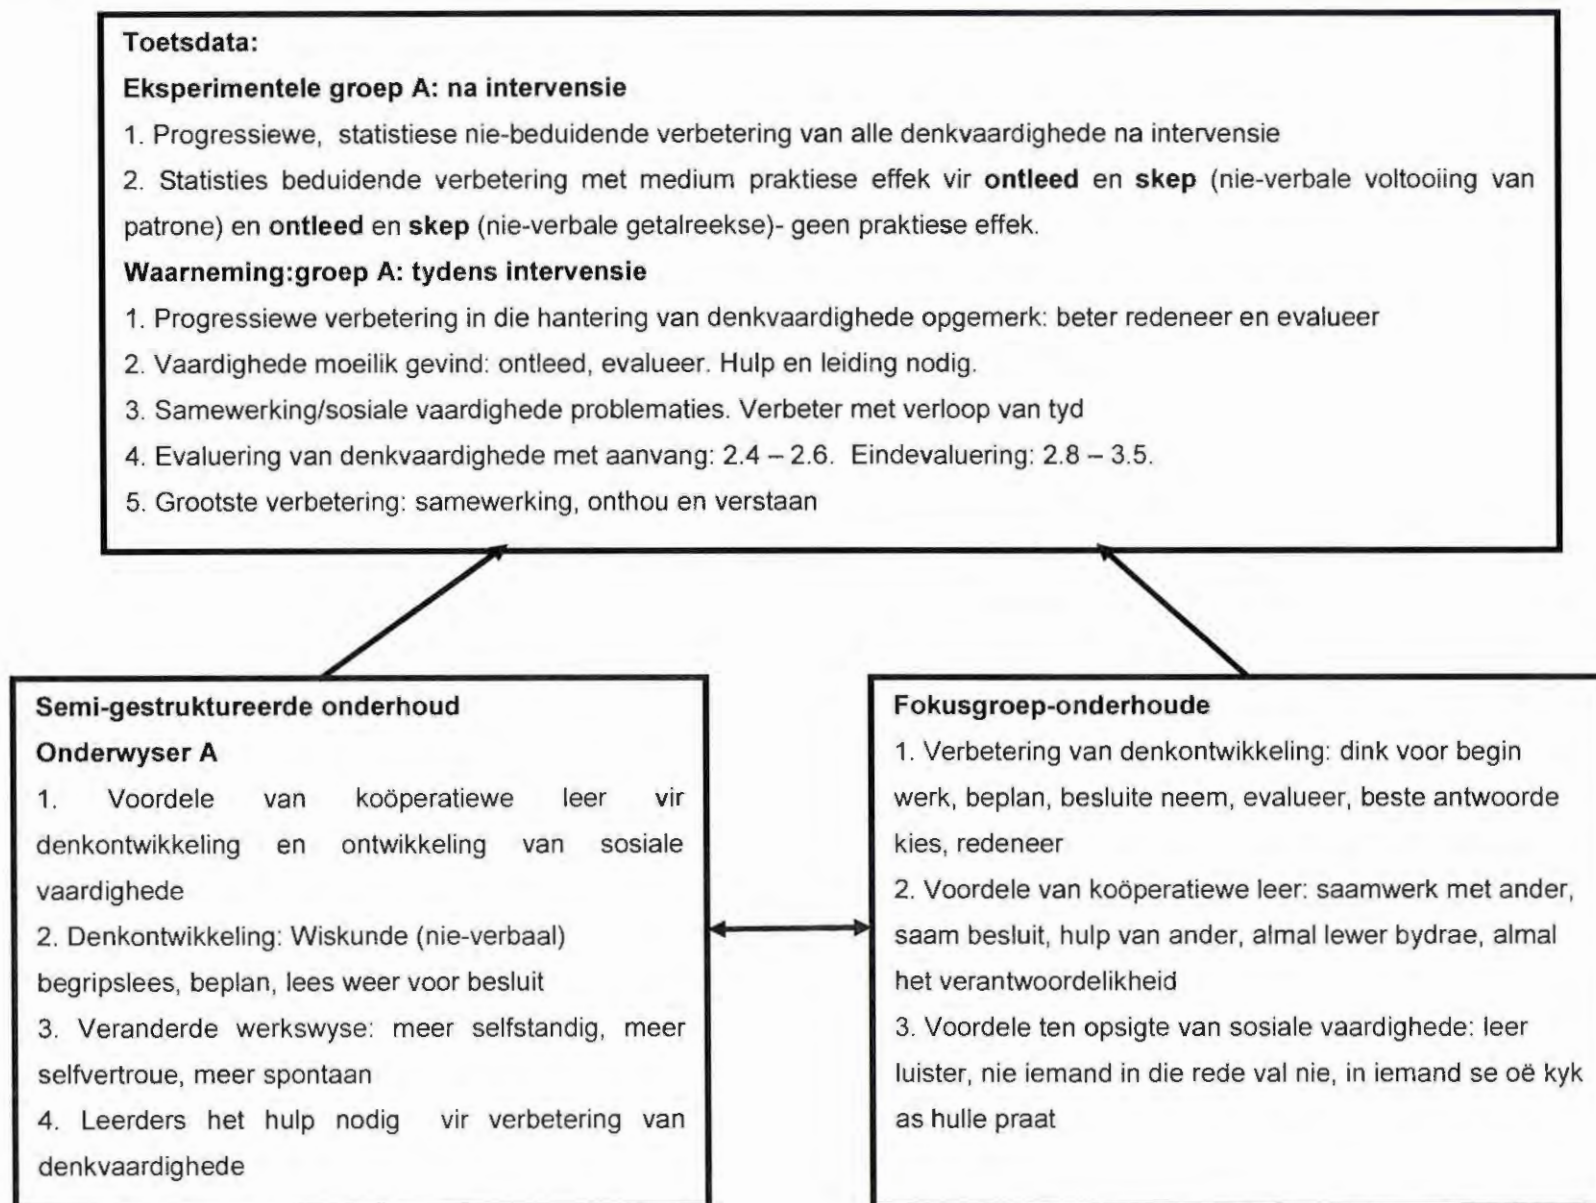 Toetsdata:
Eksperimentele groep A: na intervensie
1. Progressiewe, statistiese nie-beduidende verbetering van alle denkvaardighede na intervensie
2. Statisties beduidende verbetering met medium praktiese effek vir ontleed en skep (nie-verbale voltooiing van
patrone) en ontleed en skep (nie-verbale getalreekse)- geen praktiese effek.
Waarneming:groep A: tydens intervensie
1. Progressiewe verbetering in die hantering van denkvaardighede opgemerk: beter redeneer en evalueer
2. Vaardighede moeilik gevind: ontleed, evalueer. Hulp en leiding nodig.
3. Samewerking/sosiale vaardighede problematies. Verbeter met verloop van tyd
4. Evaluering van denkvaardighede met aanvang: 2.4 – 2.6. Eindevaluering: 2.8 – 3.5.
5. Grootste verbetering: samewerking, onthou en verstaan
Semi-gestruktureerde onderhoud
Onderwyser A
1. Voordele van koöperatiewe leer vir
denkontwikkeling en ontwikkeling van sosiale
vaardighede
2. Denkontwikkeling: Wiskunde (nie-verbaal)
begripslees, beplan, lees weer voor besluit
3. Veranderde werkswyse: meer selfstandig, meer
selfvertroue, meer spontaan
4. Leerders het hulp nodig vir verbetering van
denkvaardighede
Fokusgroep-onderhoude
1. Verbetering van denkontwikkeling: dink voor begin
werk, beplan, besluite neem, evalueer, beste antwoorde
kies, redeneer
2. Voordele van koöperatiewe leer: saamwerk met ander,
saam besluit, hulp van ander, almal lewer bydrae, almal
het verantwoordelikheid
3. Voordele ten opsigte van sosiale vaardighede: leer
luister, nie iemand in die rede val nie, in iemand se oë kyk
as hulle praat